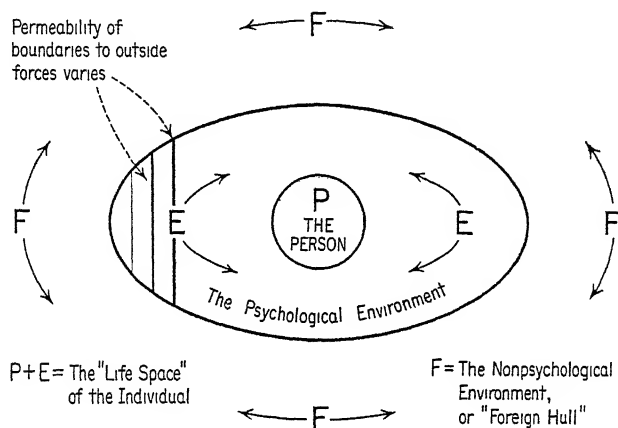 F
Permeability of
boundaries to outside
forces varies
F
E
P
THE
PERSON
E
F
The Psychological Environment
P+E = The "Life Space"
of the Individual
F = The Nonpsychological
Environment,
or "Foreign Hull"
F